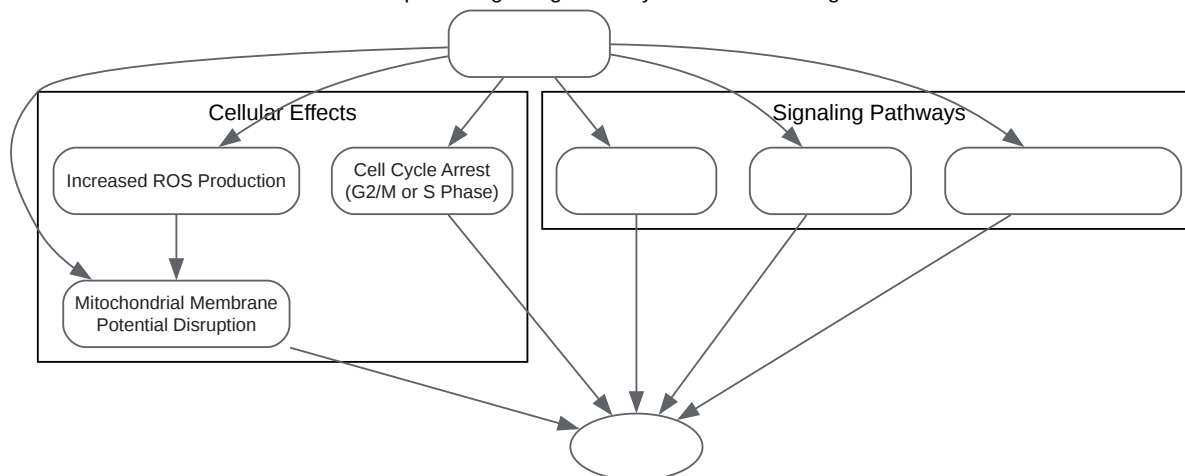 Cellular Effects
Signaling Pathways
Increased ROS Production
Cell Cycle Arrest
(G2/M or S Phase)
Mitochondrial Membrane
Potential Disruption